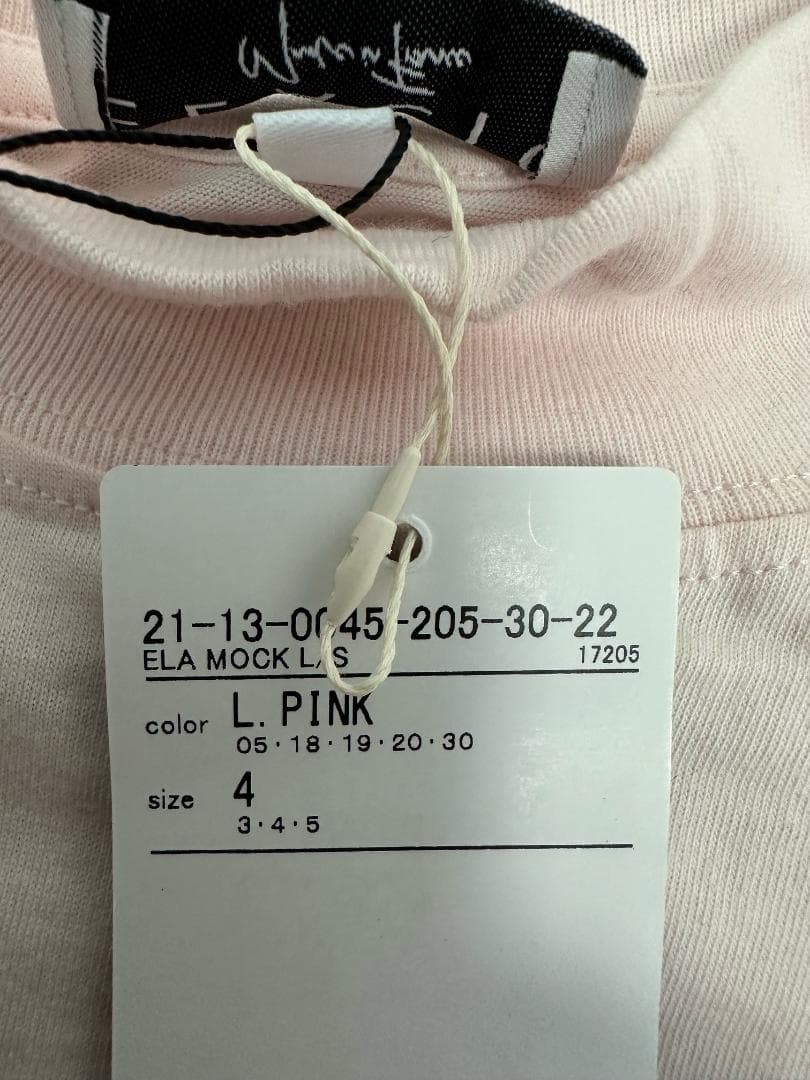 21-13-0045-205-30-22
ELA MOCK L/S 17205
color L. PINK
05·18·19·20·30
size 4
3·4·5